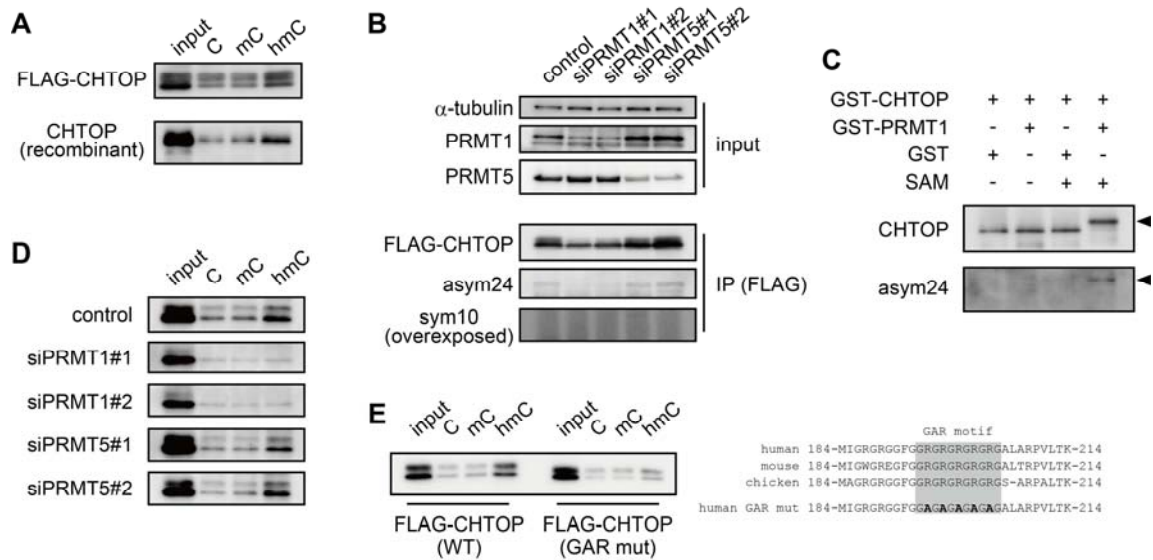 A
input C mC hmC
FLAG-CHTOP
CHTOP
(recombinant)
B
control siPRMT1#1 siPRMT1#2 siPRMT5#1 siPRMT5#2
α-tubulin
PRMT1
PRMT5
input
FLAG-CHTOP
asym24
sym10
(overexposed)
IP (FLAG)
C
GST-CHTOP + + + +
GST-PRMT1 - + - +
GST + - + -
SAM - - + +
CHTOP
asym24
D
input C mC hmC
control
siPRMT1#1
siPRMT1#2
siPRMT5#1
siPRMT5#2
E
input C mC hmC input C mC hmC
FLAG-CHTOP
(WT)
FLAG-CHTOP
(GAR mut)
GAR motif
human 184-MIGRGRGGFGGRGRGRGRGRGALARPVLTK-214
mouse 184-MIGWGREGFGGRGRGRGRGRGALTRPVLTK-214
chicken 184-MAGRGRGGFGGRGRGRGRGRGS-ARPALTK-214
human GAR mut 184-MIGRGRGGFGGAGAGAGAGAGALARPVLTK-214